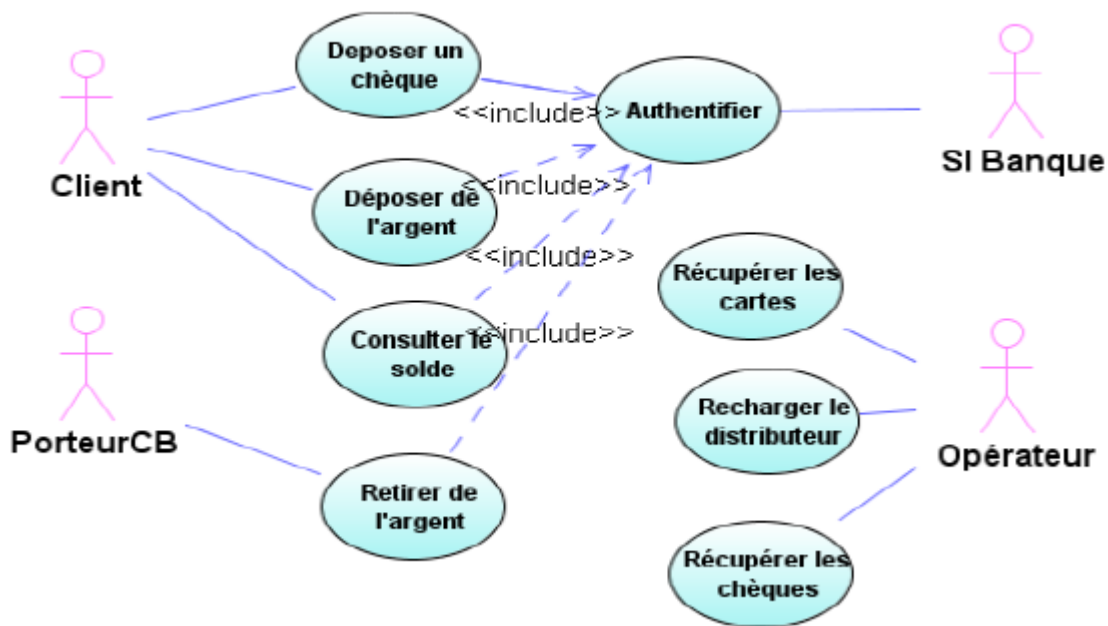 Deposer un
chèque
<<include>>
Authentifier
Client
SI Banque
Déposer de
l'argent
<<include>>
<<include>>
Récupérer les
cartes
Consulter le
solde
<<include>>
PorteurCB
Recharger le
distributeur
Opérateur
Retirer de
l'argent
Récupérer les
chèques